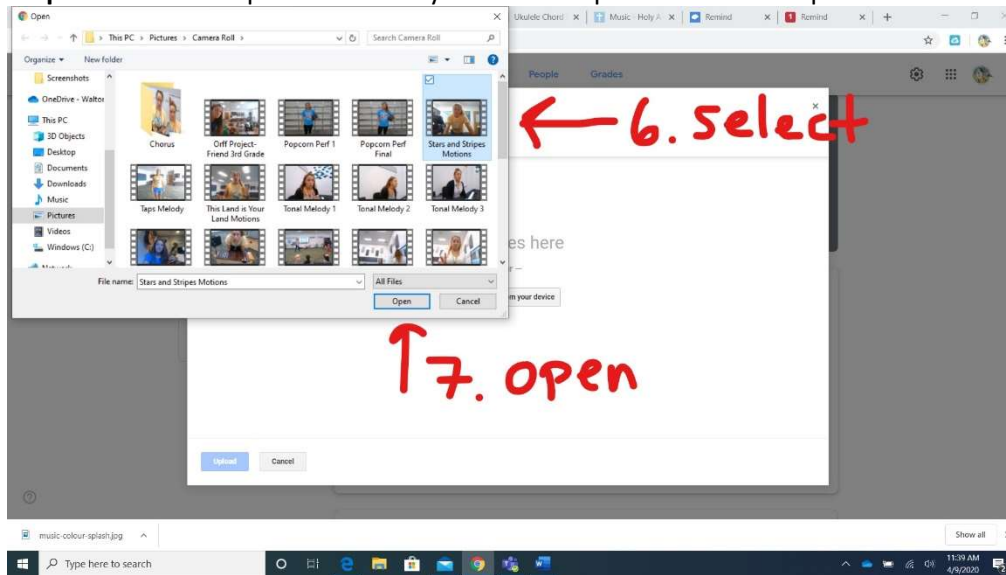 Open
Ukulele Chord
Music - Holy A
Remind
Remind
This PC > Pictures > Camera Roll >
Search Camera Roll
Organize
New folder
People
Grades
Screenshots
OneDrive - Walton
This PC
3D Objects
Desktop
Documents
Downloads
Music
Pictures
Videos
Windows (C:)
Chorus
Orff Project-
Friend 3rd Grade
Popcorn Perf 1
Popcorn Perf
Final
Stars and Stripes
Motions
6. select
Taps Melody
This Land is Your
Land Motions
Tonal Melody 1
Tonal Melody 2
Tonal Melody 3
es here
File name:
Stars and Stripes Motions
All Files
Open
Cancel
m your device
7. open
Upload
Cancel
music-colour-splash.jpg
Show all
Type here to search
11:39 AM
4/9/2020